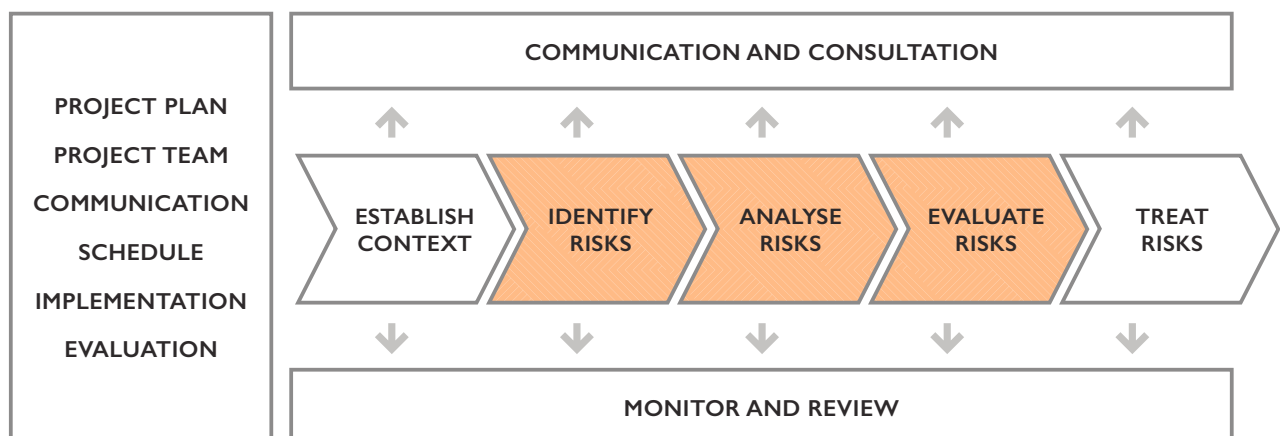 PROJECT PLAN
PROJECT TEAM
COMMUNICATION
SCHEDULE
IMPLEMENTATION
EVALUATION
COMMUNICATION AND CONSULTATION
ESTABLISH
CONTEXT
IDENTIFY
RISKS
ANALYSE
RISKS
EVALUATE
RISKS
TREAT
RISKS
MONITOR AND REVIEW